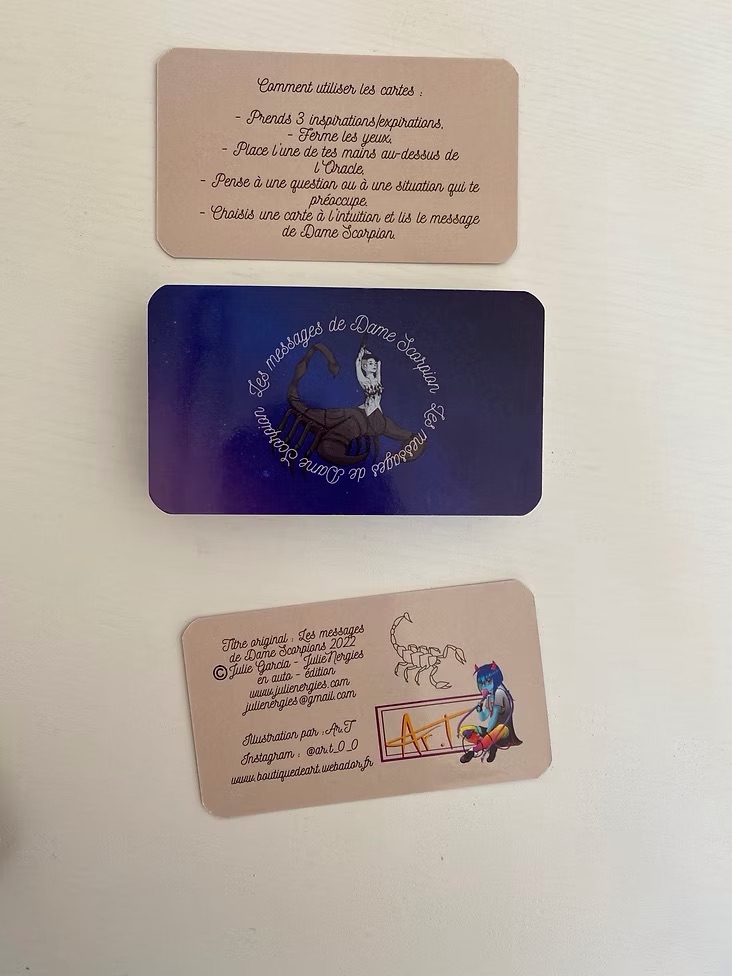 Comment utiliser les cartes :
- Prends 3 inspirations/expirations,
- Ferme les yeux,
- Place l'une de tes mains au-dessus de
l'Oracle,
- Pense à une question ou à une situation qui te
préoccupe.
- Choisis une carte à l'intuition et lis le message
de Dame Scorpion.
Les messages de Dame Scorpion
Les messages de Dame Scorpion
Titre original : Les messages
de Dame Scorpions 2022
© Julie Garcia - Julie'Nergies
en auto - édition
www.julienergies.com
julienergies@gmail.com
Illustration par : Ar.T
Instagram : @ar.t_0_0
www.boutiquedeart.webador.fr
Ar.T